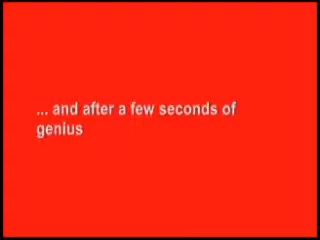 ... and after a few seconds of
genius